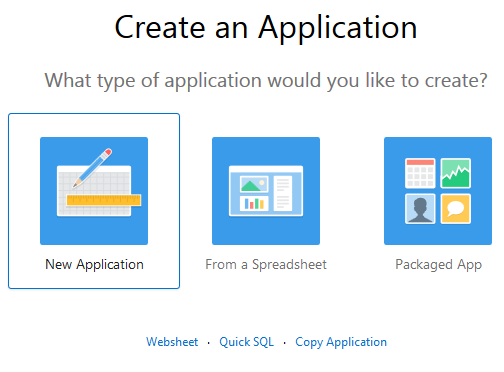 Create an Application
What type of application would you like to create?
New Application
From a Spreadsheet
Packaged App
Websheet · Quick SQL · Copy Application